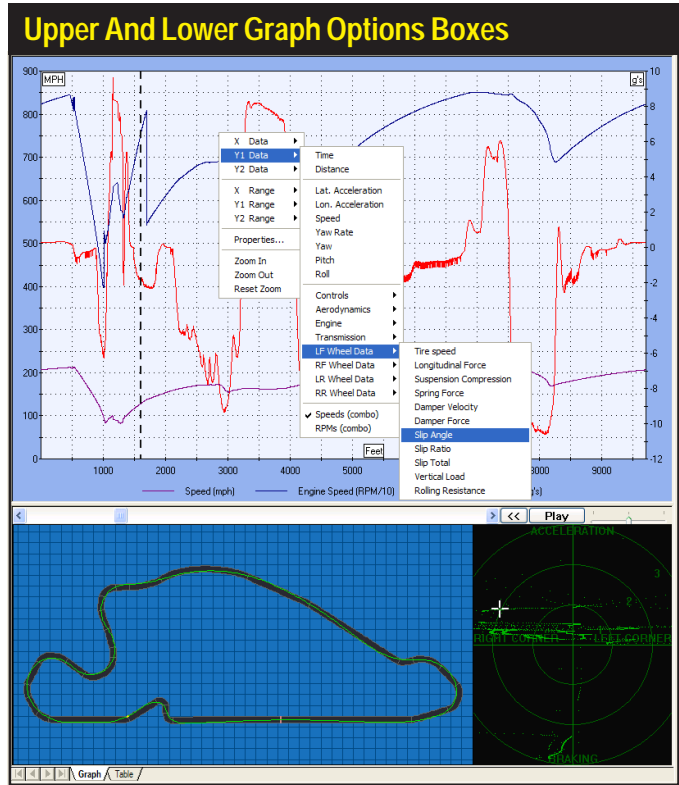 Upper And Lower Graph Options Boxes
900
800
700
600
500
400
300
200
100
0
MPH
g's
10
8
6
4
2
0
-2
-4
-6
-8
-10
-12
X Data
Y1 Data
Y2 Data
X Range
Y1 Range
Y2 Range
Properties...
Zoom In
Zoom Out
Reset Zoom
Time
Distance
Lat. Acceleration
Lon. Acceleration
Speed
Yaw Rate
Yaw
Pitch
Roll
Controls
Aerodynamics
Engine
Transmission
LF Wheel Data
RF Wheel Data
LR Wheel Data
RR Wheel Data
✓ Speeds (combo)
RPMs (combo)
Tire speed
Longitudinal Force
Suspension Compression
Spring Force
Damper Velocity
Damper Force
Slip Angle
Slip Ratio
Slip Total
Vertical Load
Rolling Resistance
Feet
1000 2000 3000 4000 5000 9000
Speed (mph) Engine Speed (RPM/10) g's)
<< Play
ACCELERATION
3
2
RIGHT CORNER LEFT CORNER
BRAKING
Graph Table